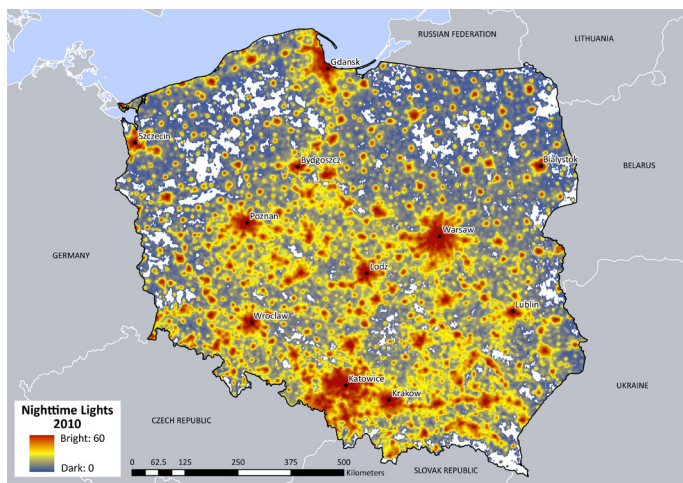 RUSSIAN FEDERATION
LITHUANIA
Gdansk
Szczecin
Bydgoszcz
Bialystok
BELARUS
Poznan
Warsaw
GERMANY
Lodz
Lublin
Wroclaw
Katowice
UKRAINE
Krakow
Nighttime Lights
2010
Bright: 60
Dark: 0
CZECH REPUBLIC
0 62.5 125 250 375 500
Kilometers
SLOVAK REPUBLIC